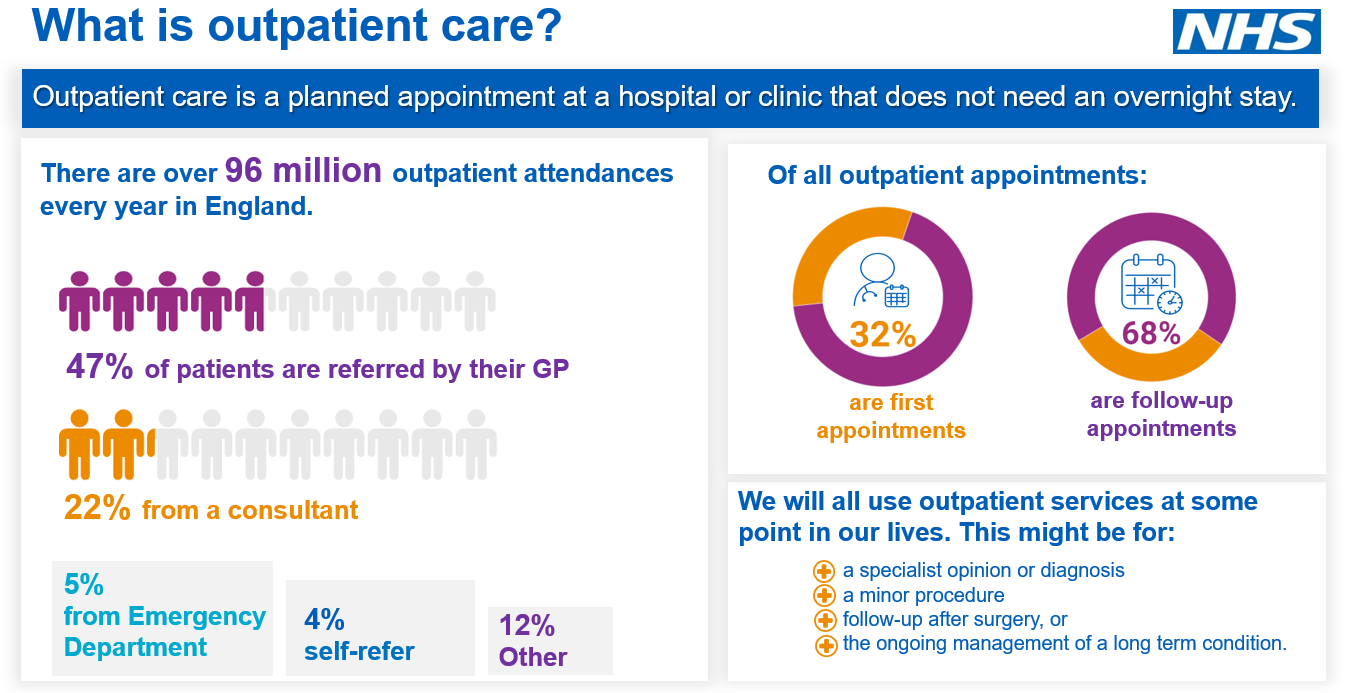 What is outpatient care?
NHS
Outpatient care is a planned appointment at a hospital or clinic that does not need an overnight stay.
There are over 96 million outpatient attendances
every year in England.
47% of patients are referred by their GP
22% from a consultant
5%
from Emergency
Department
4%
self-refer
12%
Other
Of all outpatient appointments:
32%
are first
appointments
68%
are follow-up
appointments
We will all use outpatient services at some
point in our lives. This might be for:
a specialist opinion or diagnosis
a minor procedure
follow-up after surgery, or
the ongoing management of a long term condition.